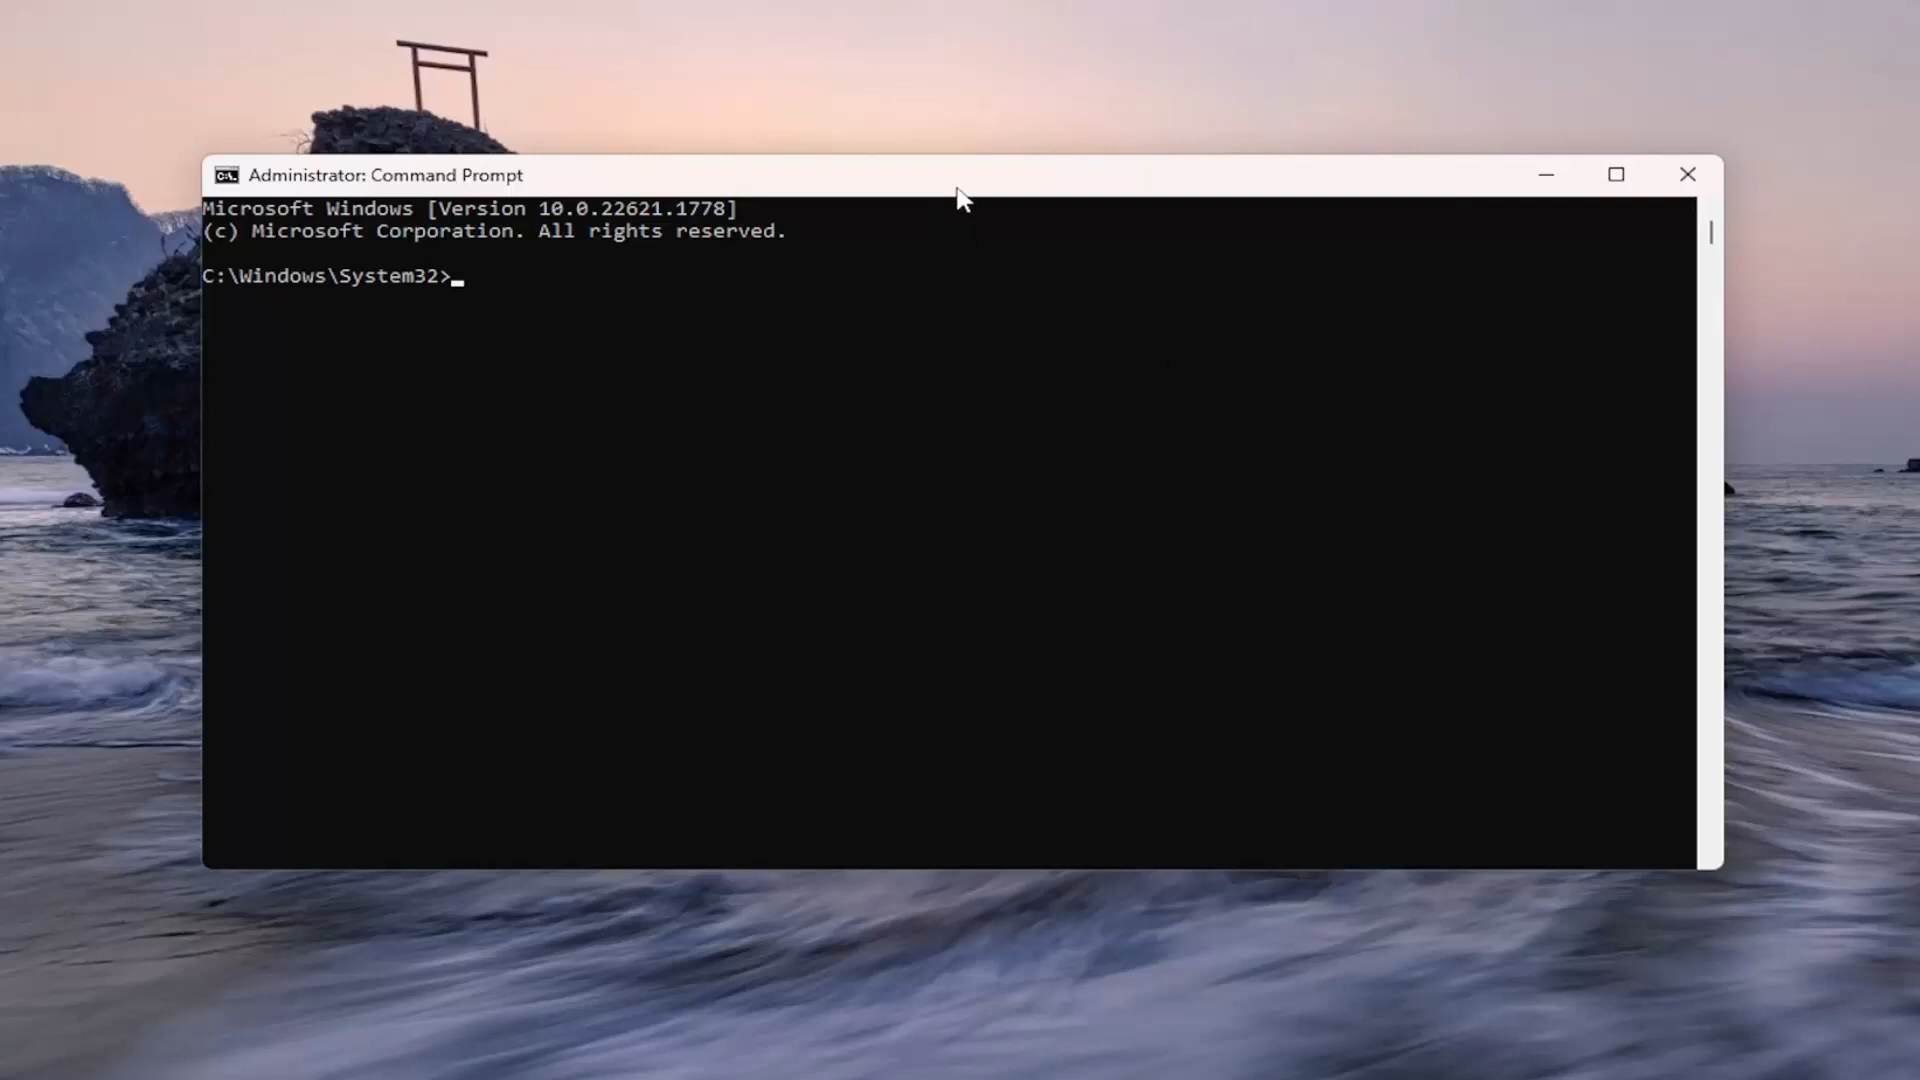 Administrator: Command Prompt
Microsoft Windows [Version 10.0.22621.1778]
(c) Microsoft Corporation. All rights reserved.
C:\Windows\System32>